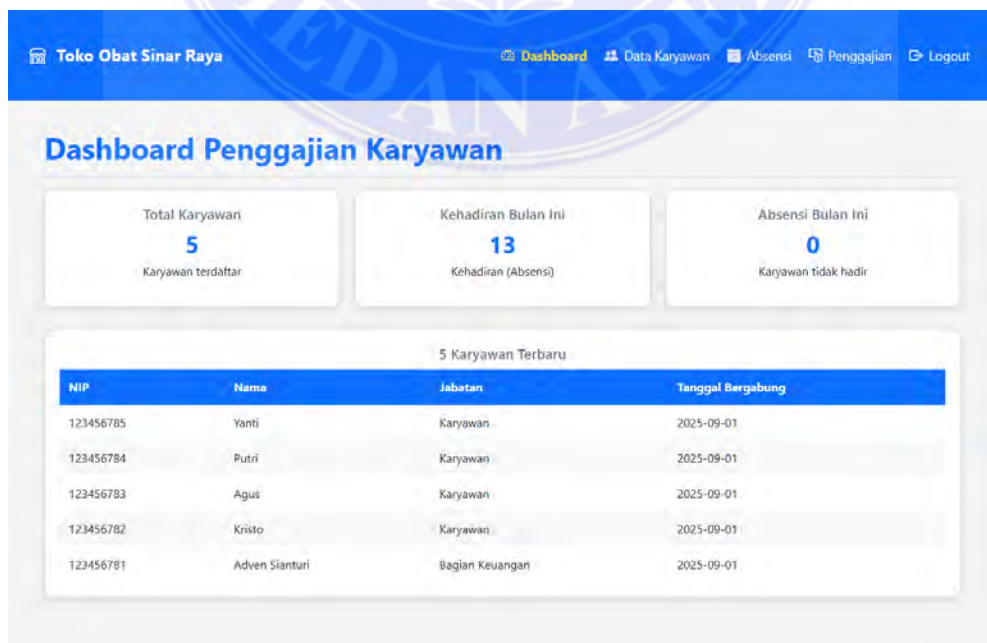 MEDAN AREA
Toko Obat Sinar Raya
Dashboard Data Karyawan Absensi Penggajian Logout
Dashboard Penggajian Karyawan
Total Karyawan Kehadiran Bulan Ini Absensi Bulan Ini
5 13 0
Karyawan terdaftar Kehadiran (Absensi) Karyawan tidak hadir
5 Karyawan Terbaru
NIP Nama Jabatan Tanggal Bergabung
123456785 Yanti Karyawan 2025-09-01
123456784 Putri Karyawan 2025-09-01
123456783 Agus Karyawan 2025-09-01
123456782 Kristo Karyawan 2025-09-01
123456781 Adven Sianturi Bagian Keuangan 2025-09-01